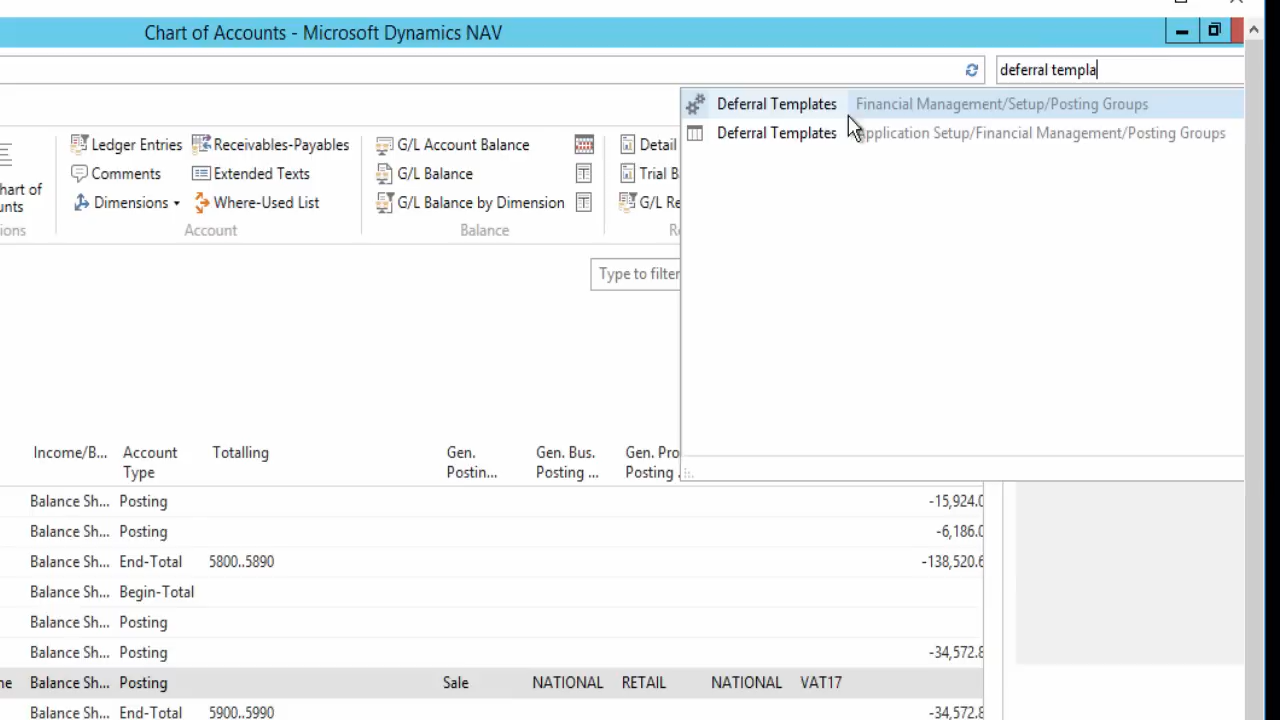 Chart of Accounts - Microsoft Dynamics NAV
deferral templa
Deferral Templates Financial Management/Setup/Posting Groups
Deferral Templates pplication Setup/Financial Management/Posting Groups
Ledger Entries Receivables-Payables G/L Account Balance Detail
hart of Comments Extended Texts G/L Balance Trial B
unts Dimensions Where-Used List G/L Balance by Dimension G/L Re
ions Account Balance Re
Type to filter
Income/B... Account Totalling Gen. Gen. Bus. Gen. Pro
Type Postin... Posting ... Posting
Balance Sh... Posting -15,924.0
Balance Sh... Posting -6,186.0
Balance Sh... End-Total 5800..5890 -138,520.6
Balance Sh... Begin-Total
Balance Sh... Posting
Balance Sh... Posting -34,572.8
ne Balance Sh... Posting Sale NATIONAL RETAIL NATIONAL VAT17
Balance Sh... End-Total 5900..5990 -34,572.8